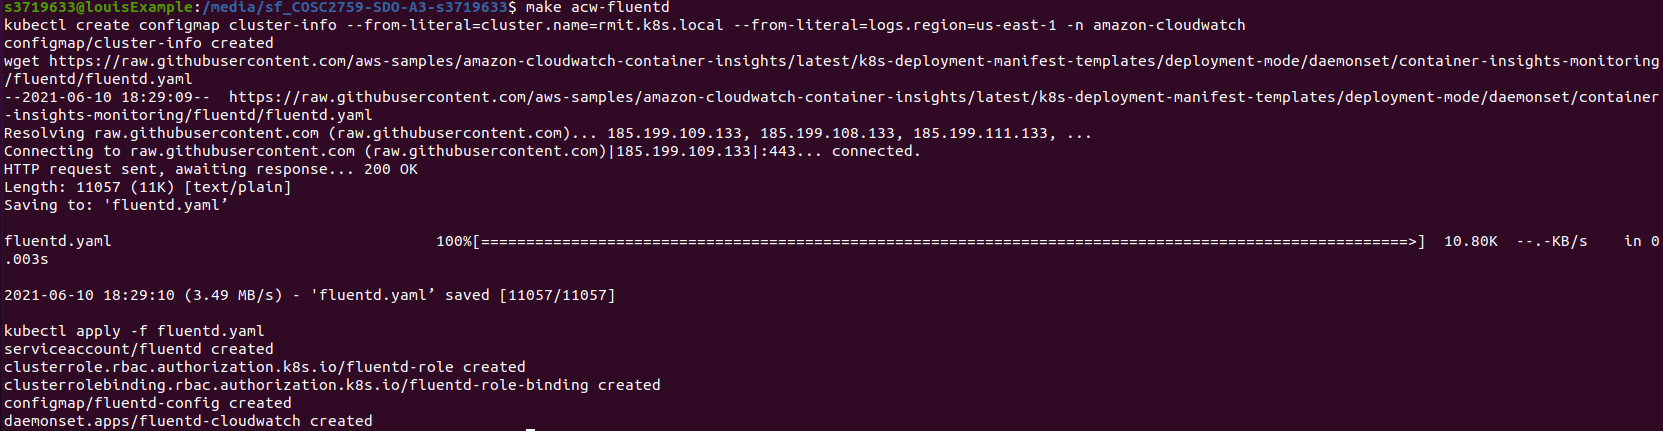 s3719633@louisExample:/media/sf_COSC2759-SDO-A3-s3719633$ make acw-fluentd
kubectl create configmap cluster-info --from-literal=cluster.name=rmit.k8s.local --from-literal=logs.region=us-east-1 -n amazon-cloudwatch
configmap/cluster-info created
wget https://raw.githubusercontent.com/aws-samples/amazon-cloudwatch-container-insights/latest/k8s-deployment-manifest-templates/deployment-mode/daemonset/container-insights-monitoring
/fluentd/fluentd.yaml
--2021-06-10 18:29:09--  https://raw.githubusercontent.com/aws-samples/amazon-cloudwatch-container-insights/latest/k8s-deployment-manifest-templates/deployment-mode/daemonset/container
-insights-monitoring/fluentd/fluentd.yaml
Resolving raw.githubusercontent.com (raw.githubusercontent.com)... 185.199.109.133, 185.199.108.133, 185.199.111.133, ...
Connecting to raw.githubusercontent.com (raw.githubusercontent.com)|185.199.109.133|:443... connected.
HTTP request sent, awaiting response... 200 OK
Length: 11057 (11K) [text/plain]
Saving to: 'fluentd.yaml’
fluentd.yaml                                    100%[=======================================================================================================>]  10.80K  --.-KB/s    in 0
.003s
2021-06-10 18:29:10 (3.49 MB/s) - 'fluentd.yaml’ saved [11057/11057]
kubectl apply -f fluentd.yaml
serviceaccount/fluentd created
clusterrole.rbac.authorization.k8s.io/fluentd-role created
clusterrolebinding.rbac.authorization.k8s.io/fluentd-role-binding created
configmap/fluentd-config created
daemonset.apps/fluentd-cloudwatch created